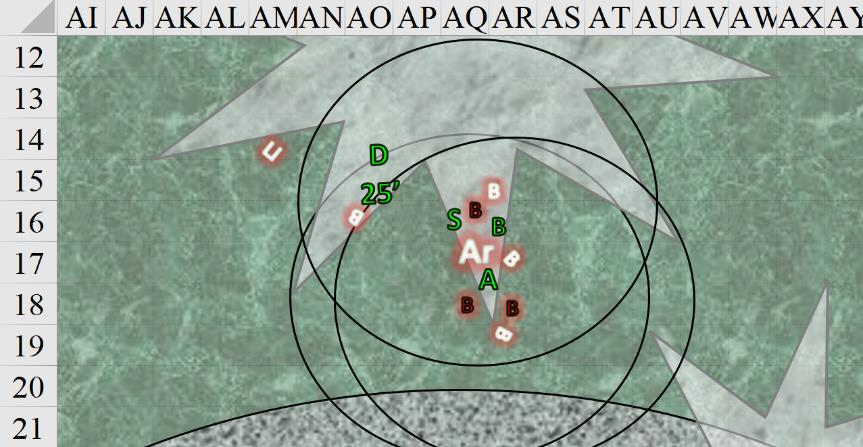 AI AJ AK AL AM AN AO AP AQ AR AS AT AU AV AW AX AY
12
13
14 E D
15 25' B
16 B S B B
17 Ar B
A
18 B B
19 B
20
21